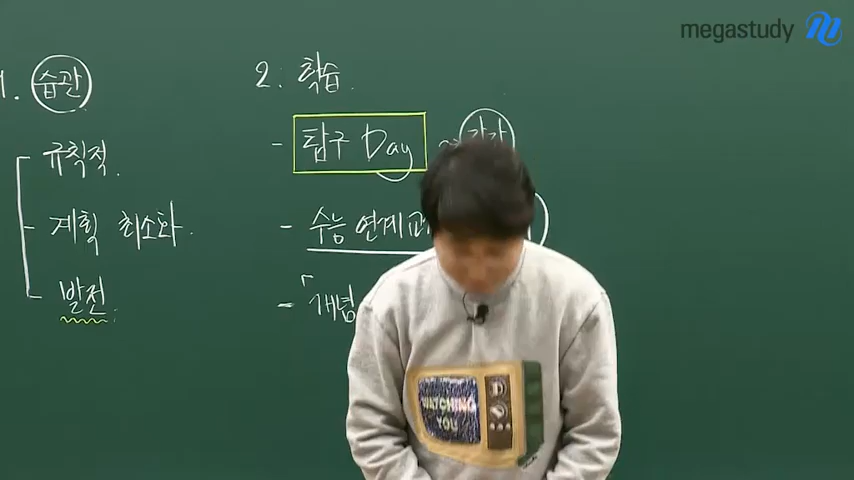 megastudy
1. 습관
규칙적.
계획 최소화.
발전.
2. 학습.
- 탐구 Day ~
- 수능 연계교
- 「개념
WATCHING
YOU